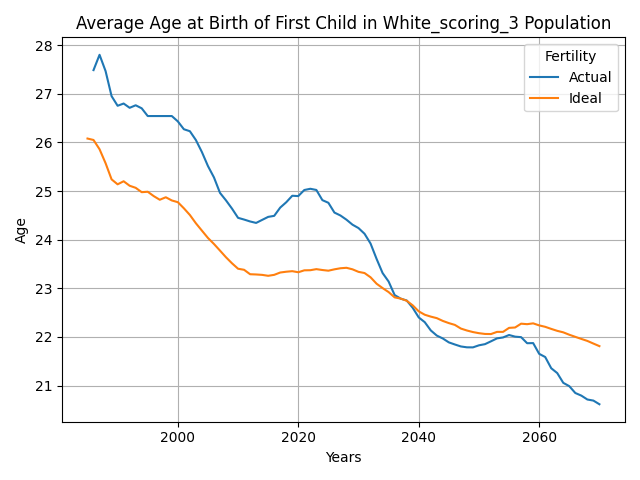 Average Age at Birth of First Child in White_scoring_3 Population
Fertility
Actual
Ideal
28
27
26
25
24
23
22
21
Age
2000
2020
2040
2060
Years